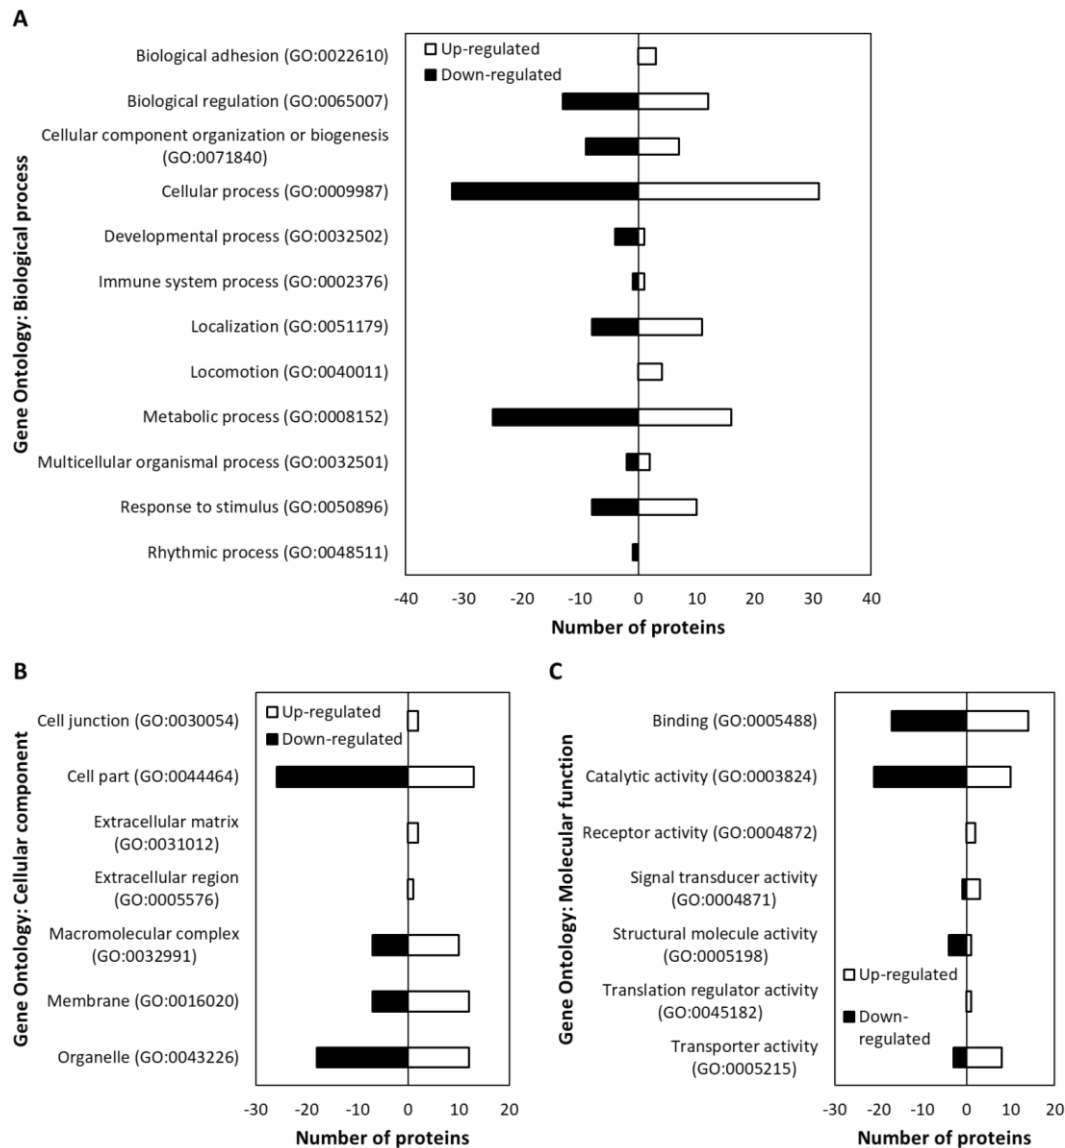 A
Gene Ontology: Biological process
Up-regulated
Down-regulated
Biological adhesion (GO:0022610)
Biological regulation (GO:0065007)
Cellular component organization or biogenesis
(GO:0071840)
Cellular process (GO:0009987)
Developmental process (GO:0032502)
Immune system process (GO:0002376)
Localization (GO:0051179)
Locomotion (GO:0040011)
Metabolic process (GO:0008152)
Multicellular organismal process (GO:0032501)
Response to stimulus (GO:0050896)
Rhythmic process (GO:0048511)
-40 -30 -20 -10 0 10 20 30 40
Number of proteins
B
Gene Ontology: Cellular component
Up-regulated
Down-regulated
Cell junction (GO:0030054)
Cell part (GO:0044464)
Extracellular matrix
(GO:0031012)
Extracellular region
(GO:0005576)
Macromolecular complex
(GO:0032991)
Membrane (GO:0016020)
Organelle (GO:0043226)
-30 -20 -10 0 10 20
Number of proteins
C
Gene Ontology: Molecular function
Binding (GO:0005488)
Catalytic activity (GO:0003824)
Receptor activity (GO:0004872)
Signal transducer activity
(GO:0004871)
Structural molecule activity
(GO:0005198)
Translation regulator activity
(GO:0045182)
Transporter activity
(GO:0005215)
Up-regulated
Down-
regulated
-30 -20 -10 0 10 20
Number of proteins